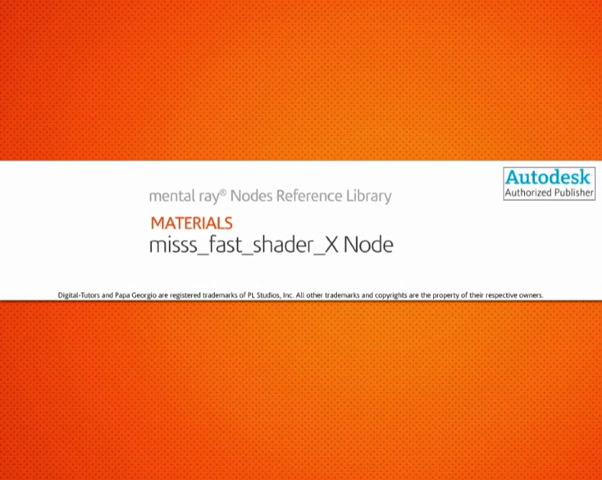 Autodesk
Authorized Publisher
mental ray® Nodes Reference Library
MATERIALS
misss_fast_shader_X Node
Digital-Tutors and Papa Georgio are registered trademarks of PL Studios, Inc. All other trademarks and copyrights are the property of their respective owners.